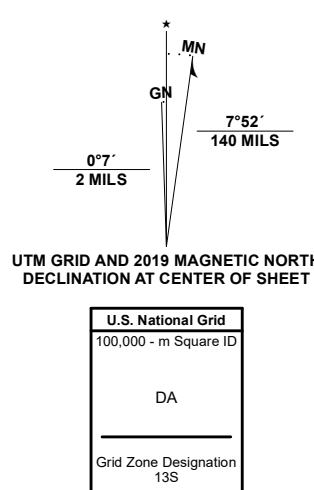 ★
MN
GN
7°52´
140 MILS
0°7´
2 MILS
UTM GRID AND 2019 MAGNETIC NORTH
DECLINATION AT CENTER OF SHEET
U.S. National Grid
100,000 - m Square ID
DA
Grid Zone Designation
13S